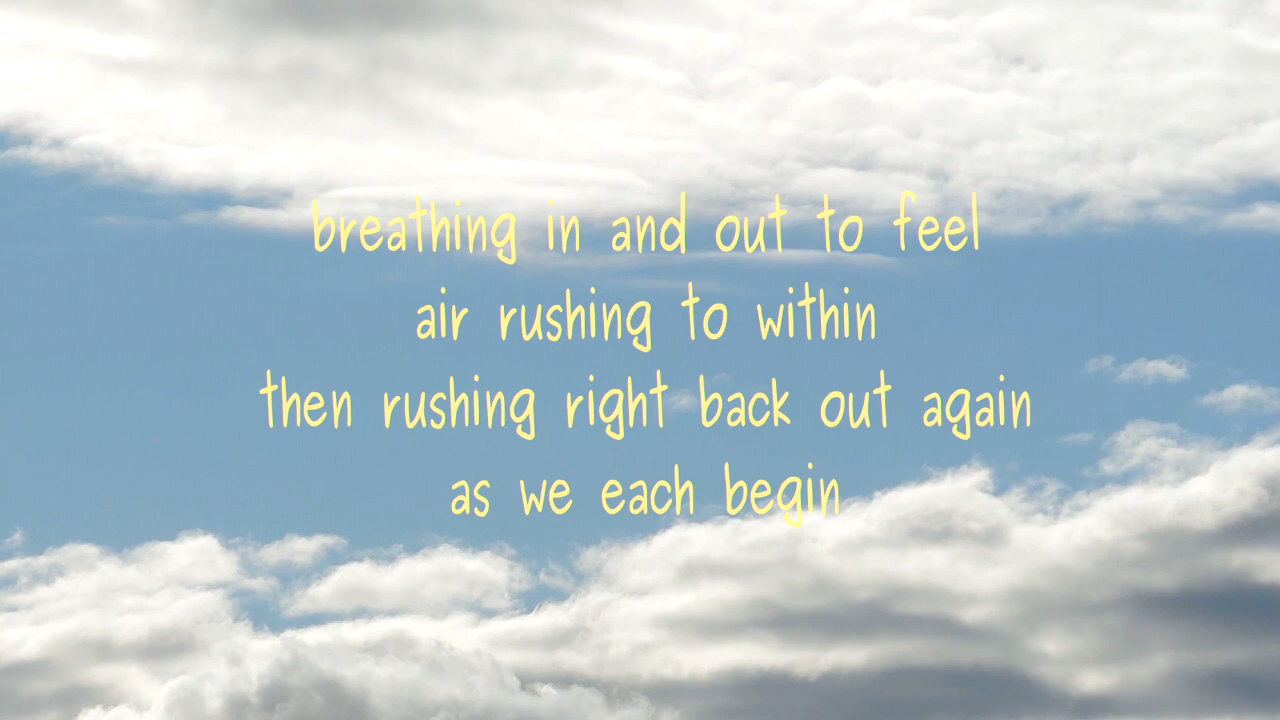 breathing in and out to feel
air rushing to within
then rushing right back out again
as we each begin